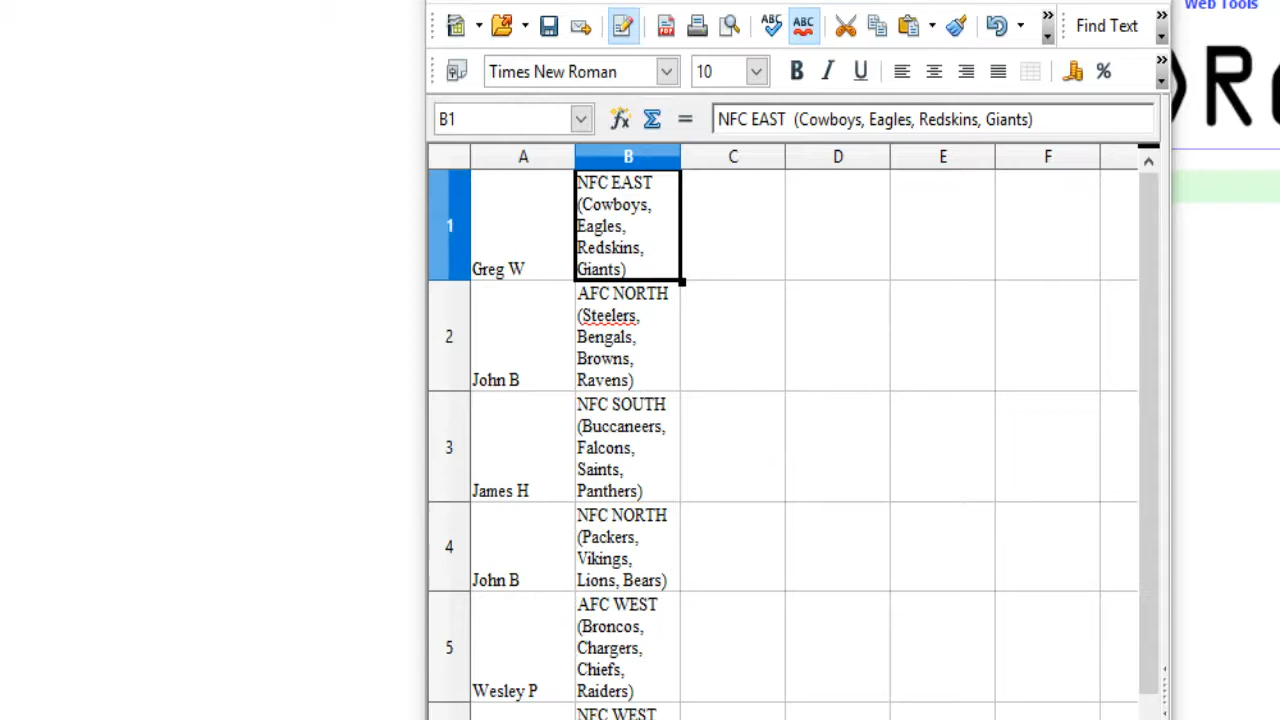 Web Tools
Find Text
Times New Roman
10
B I U
%
B1
NFC EAST (Cowboys, Eagles, Redskins, Giants)
A B C D E F
1
Greg W
NFC EAST
(Cowboys,
Eagles,
Redskins,
Giants)
2
John B
AFC NORTH
(Steelers,
Bengals,
Browns,
Ravens)
3
James H
NFC SOUTH
(Buccaneers,
Falcons,
Saints,
Panthers)
4
John B
NFC NORTH
(Packers,
Vikings,
Lions, Bears)
5
Wesley P
AFC WEST
(Broncos,
Chargers,
Chiefs,
Raiders)
NFC WEST